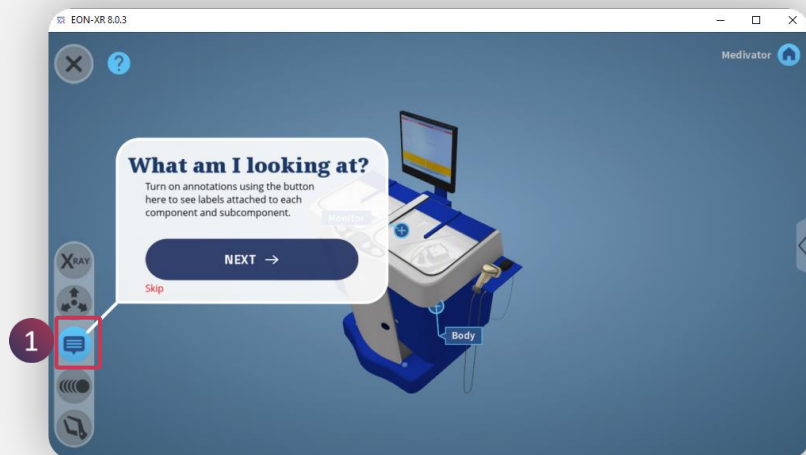 EON-XR 8.0.3
Medivator
What am I looking at?
Turn on annotations using the button
here to see labels attached to each
component and subcomponent.
Monitor
NEXT →
Skip
XRAY
1
Body